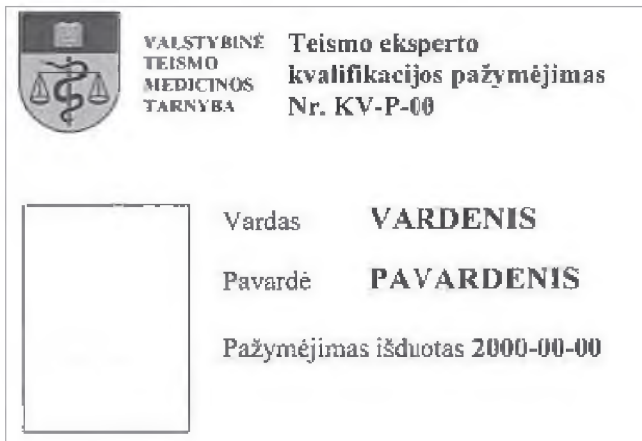 VALSTYBINĖ
TEISMO
MEDICINOS
TARNYBA
Teismo eksperto
kvalifikacijos pažymėjimas
Nr. KV-P-00
Vardas VARDENIS
Pavardė PAVARDENIS
Pažymėjimas išduotas 2000-00-00